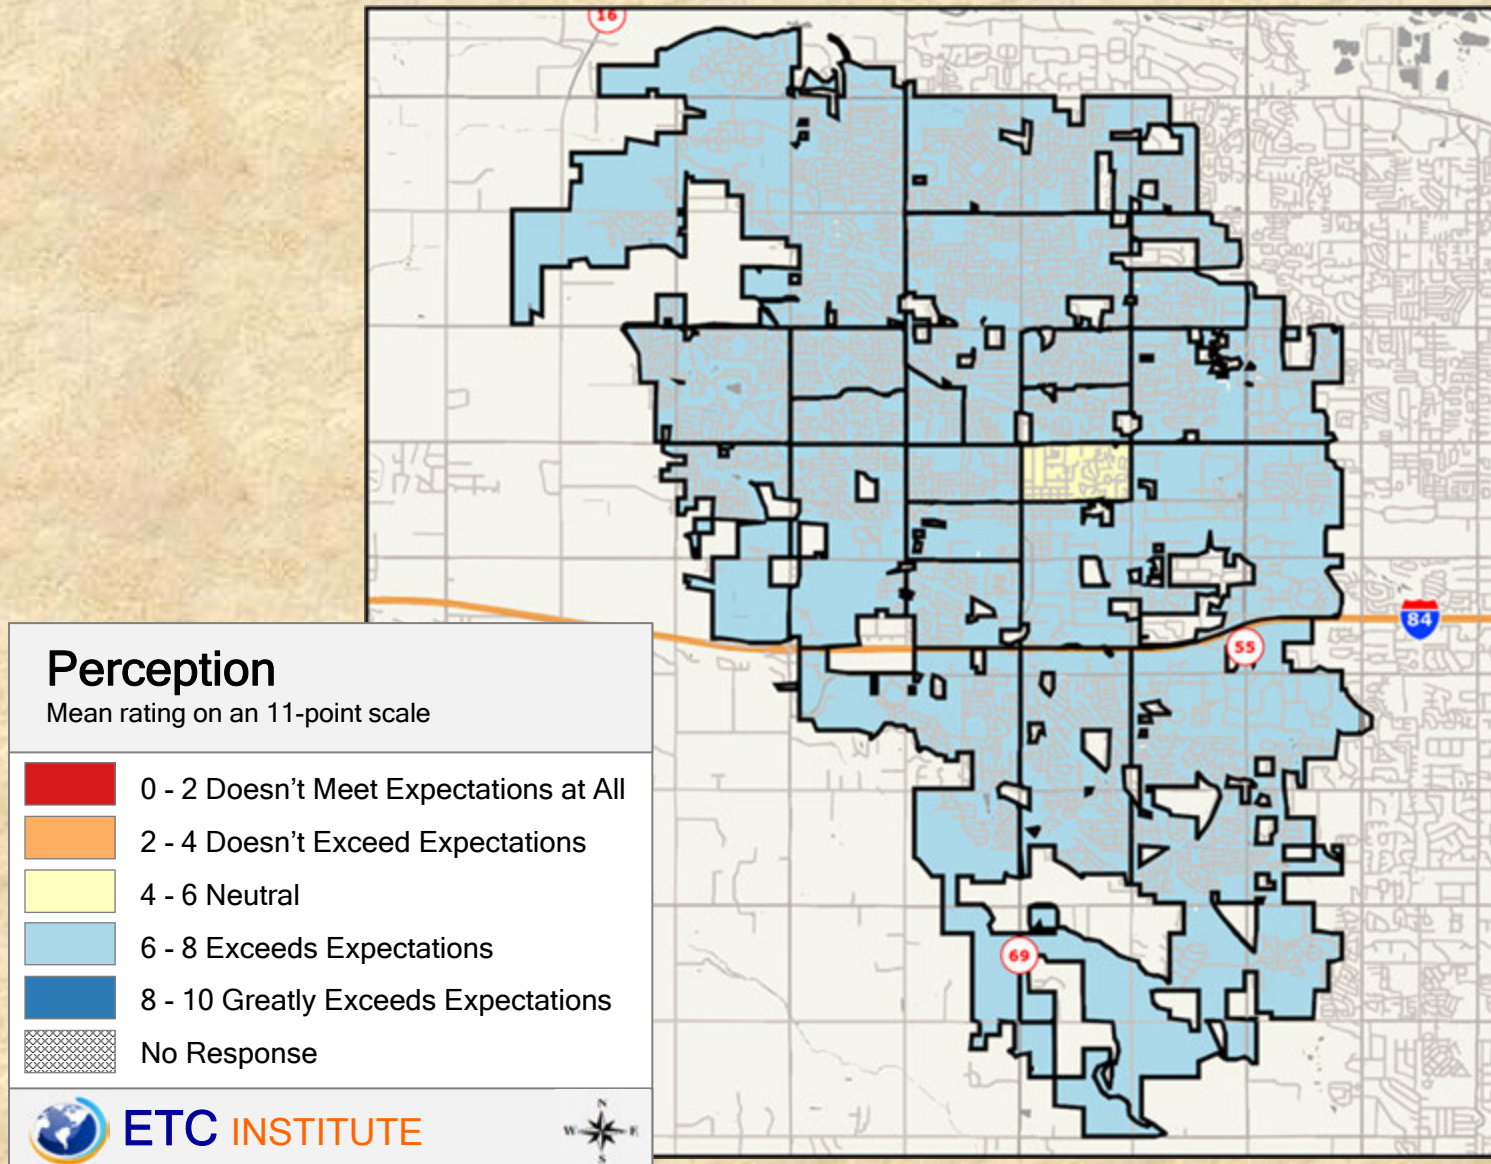 16
84
55
69
Perception
Mean rating on an 11-point scale
0 - 2 Doesn’t Meet Expectations at All
2 - 4 Doesn’t Exceed Expectations
4 - 6 Neutral
6 - 8 Exceeds Expectations
8 - 10 Greatly Exceeds Expectations
No Response
ETC INSTITUTE
N
W E
S